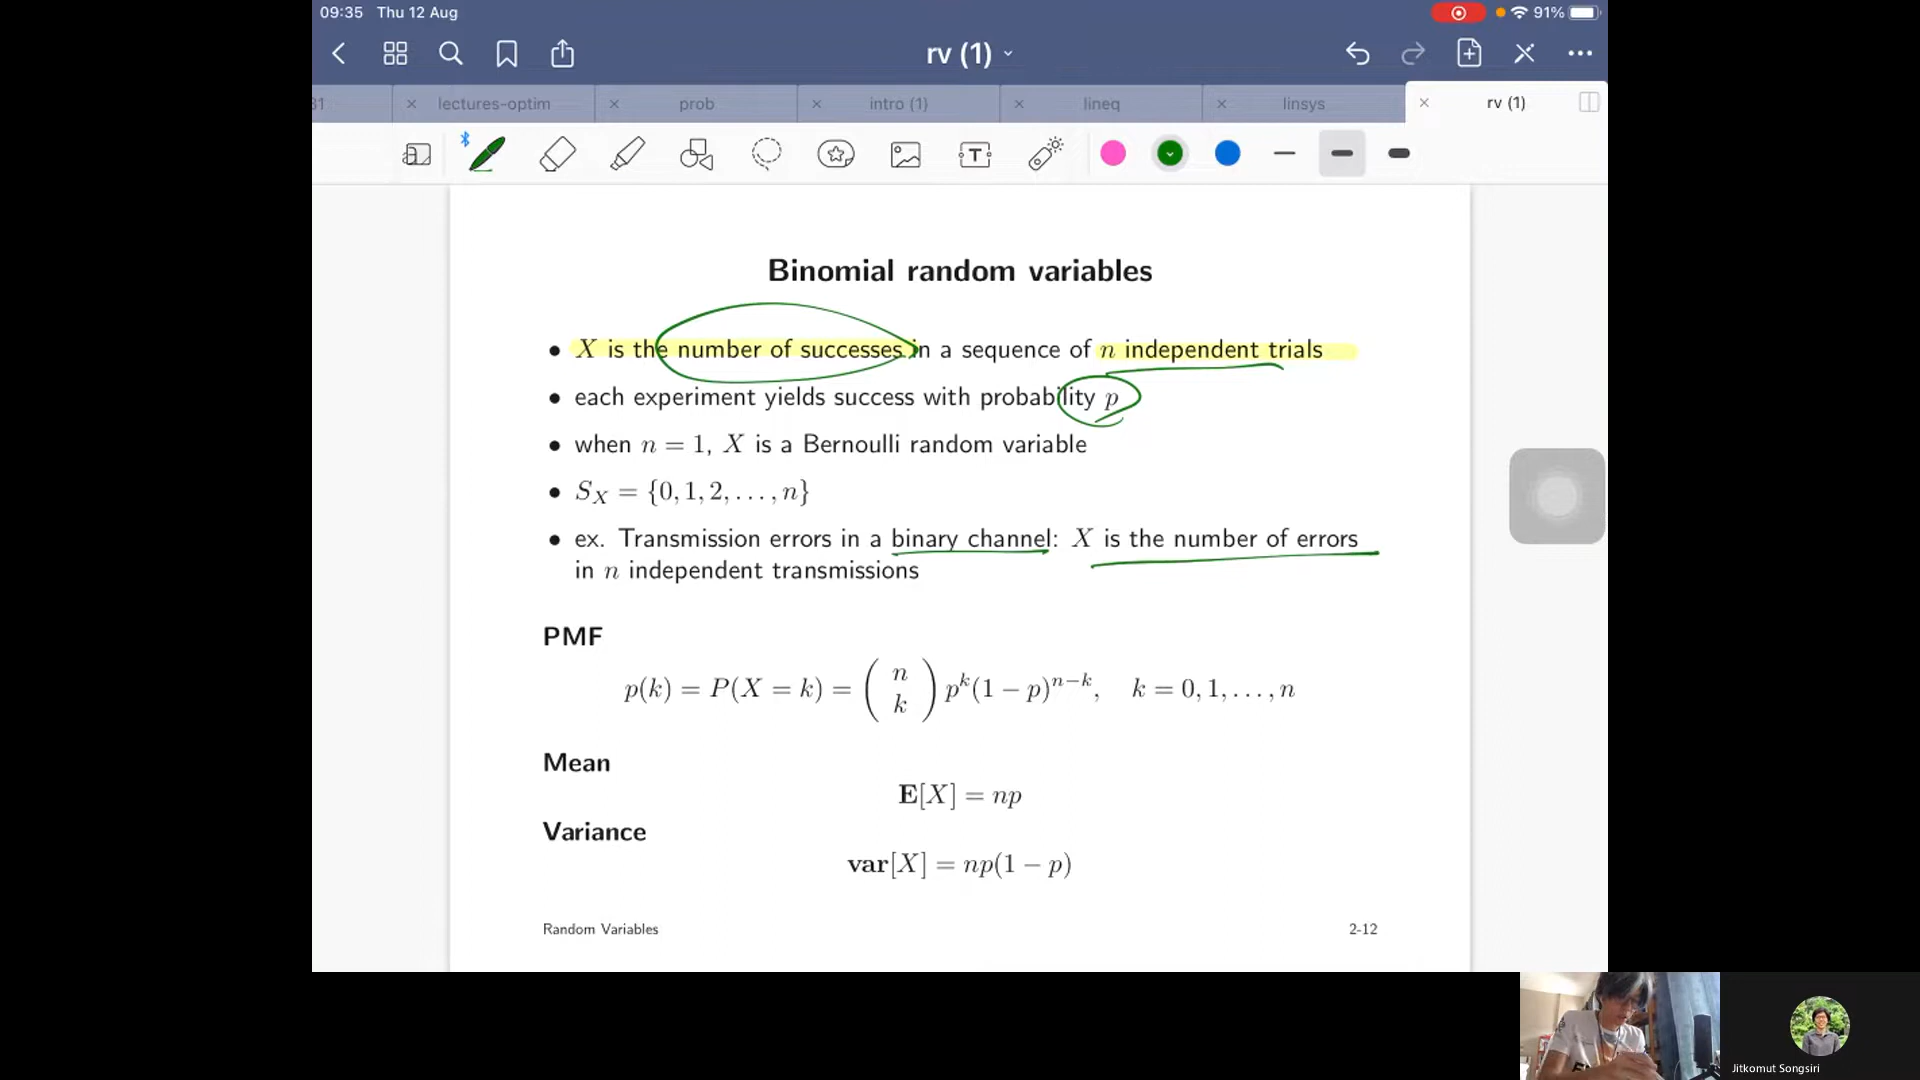 09:35 Thu 12 Aug 91%
rv (1)
31 lectures-optim prob intro (1) lineq linsys rv (1)
Binomial random variables
• X is the number of successes in a sequence of n independent trials
• each experiment yields success with probability p
• when n = 1, X is a Bernoulli random variable
• S_X = {0, 1, 2, . . . , n}
• ex. Transmission errors in a binary channel: X is the number of errors
in n independent transmissions
PMF
p(k) = P(X = k) = ( n k ) p^k(1 − p)^{n−k}, k = 0, 1, . . . , n
Mean
E[X] = np
Variance
var[X] = np(1 − p)
Random Variables 2-12
Jitkomut Songsiri